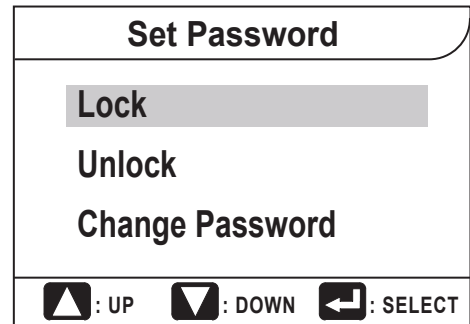 Set Password
Lock
Unlock
Change Password
: UP : DOWN : SELECT